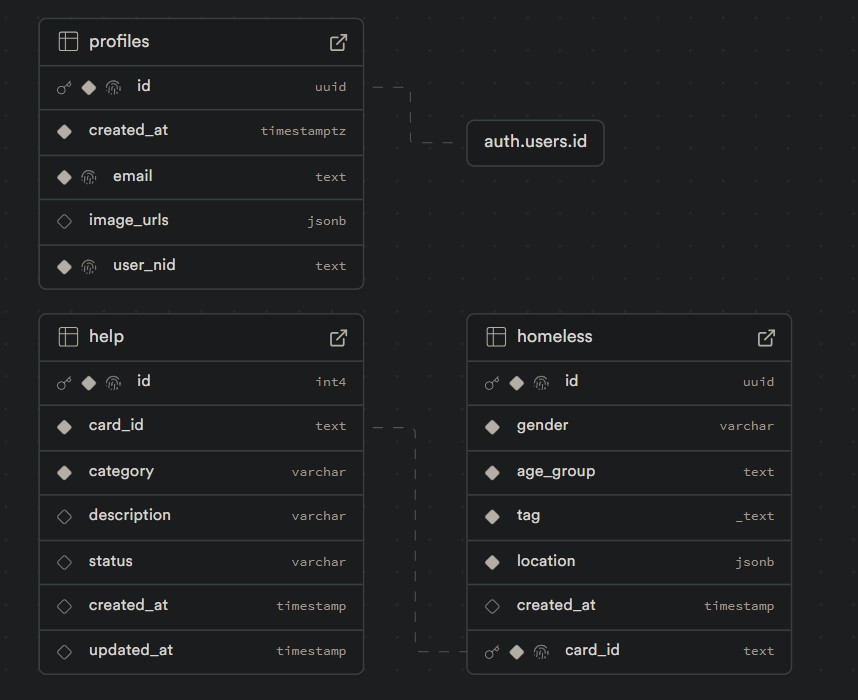 profiles
id uuid
created_at timestamptz
email text
image_urls jsonb
user_nid text
auth.users.id
help
id int4
card_id text
category varchar
description varchar
status varchar
created_at timestamp
updated_at timestamp
homeless
id uuid
gender varchar
age_group text
tag _text
location jsonb
created_at timestamp
card_id text